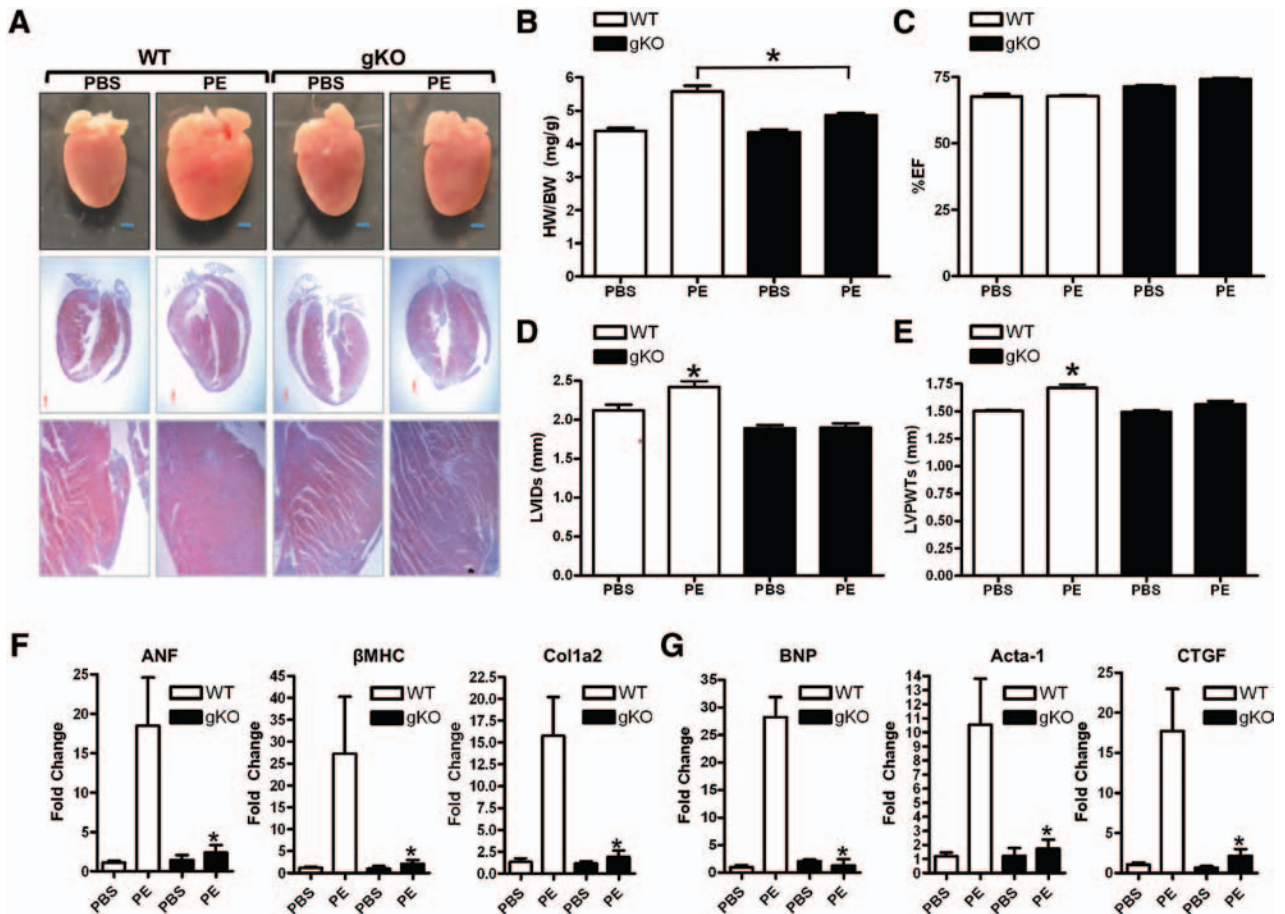 A
WT
gKO
PBS
PE
PBS
PE
B
WT
gKO
*
HW/BW (mg/g)
6
5
4
3
2
1
0
PBS
PE
PBS
PE
C
WT
gKO
%EF
75
50
25
0
PBS
PE
PBS
PE
D
WT
gKO
*
LVIDs (mm)
2.5
2.0
1.5
1.0
0.5
0.0
PBS
PE
PBS
PE
E
WT
gKO
*
LVPWTs (mm)
1.75
1.50
1.25
1.00
0.75
0.50
0.25
0.00
PBS
PE
PBS
PE
F
ANF
WT
gKO
Fold Change
25
20
15
10
5
0
*
PBS
PE
PBS
PE
βMHC
WT
gKO
Fold Change
45
40
35
30
25
20
15
10
5
0
*
PBS
PE
PBS
PE
Col1a2
WT
gKO
Fold Change
22.5
20.0
17.5
15.0
12.5
10.0
7.5
5.0
2.5
0.0
*
PBS
PE
PBS
PE
G
BNP
WT
gKO
Fold Change
35
30
25
20
15
10
5
0
*
PBS
PE
PBS
PE
Acta-1
WT
gKO
Fold Change
14
13
12
11
10
9
8
7
6
5
4
3
2
1
0
*
PBS
PE
PBS
PE
CTGF
WT
gKO
Fold Change
25
20
15
10
5
0
*
PBS
PE
PBS
PE